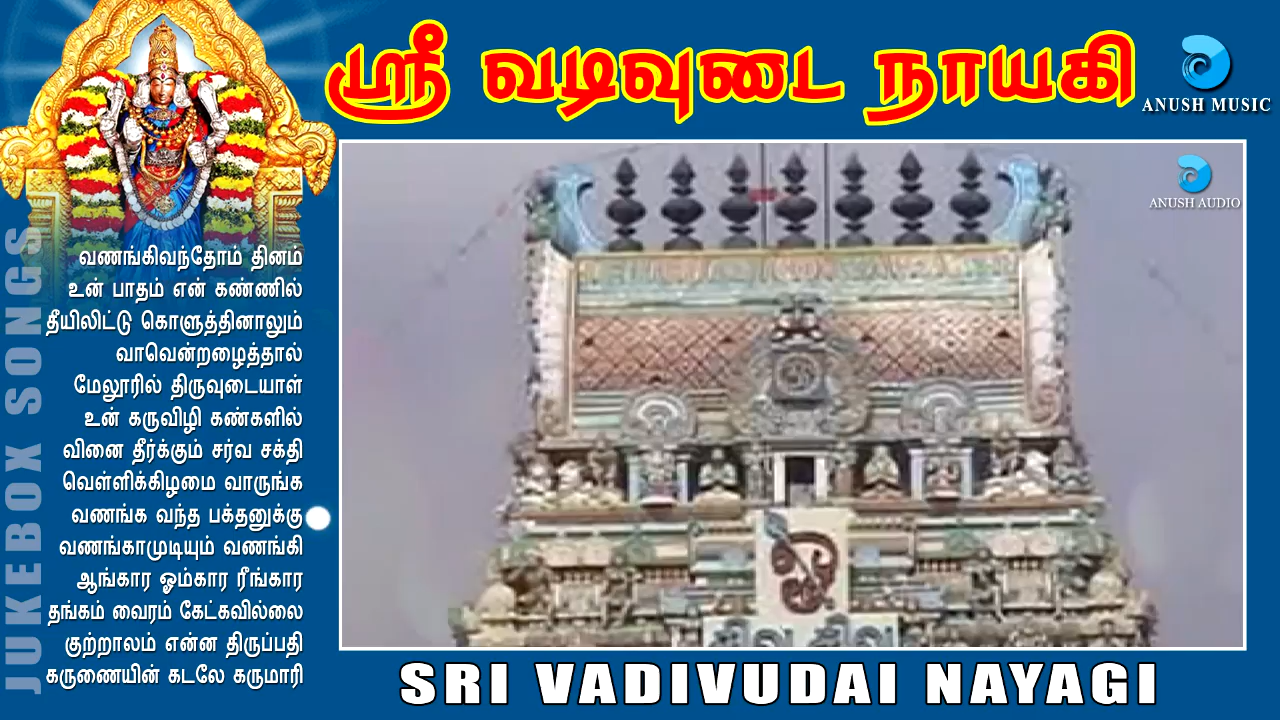 ஸ்ரீ வடிவுடை நாயகி
ANUSH MUSIC
ANUSH AUDIO
JUKEBOX SONGS
வணங்கிவந்தோம் தினம்
உன் பாதம் என் கண்ணில்
தீயிலிட்டு கொளுத்தினாலும்
வாவென்றழைத்தால்
மேலூரில் திருவுடையாள்
உன் கருவிழி கண்களில்
வினை தீர்க்கும் சர்வ சக்தி
வெள்ளிக்கிழமை வாருங்க
வணங்க வந்த பக்தனுக்கு
வணங்காமுடியும் வணங்கி
ஆங்கார ஓம்கார ரீங்கார
தங்கம் வைரம் கேட்கவில்லை
குற்றாலம் என்ன திருப்பதி
கருணையின் கடலே கருமாரி
ஓ
சிவ சிவ
SRI VADIVUDAI NAYAGI